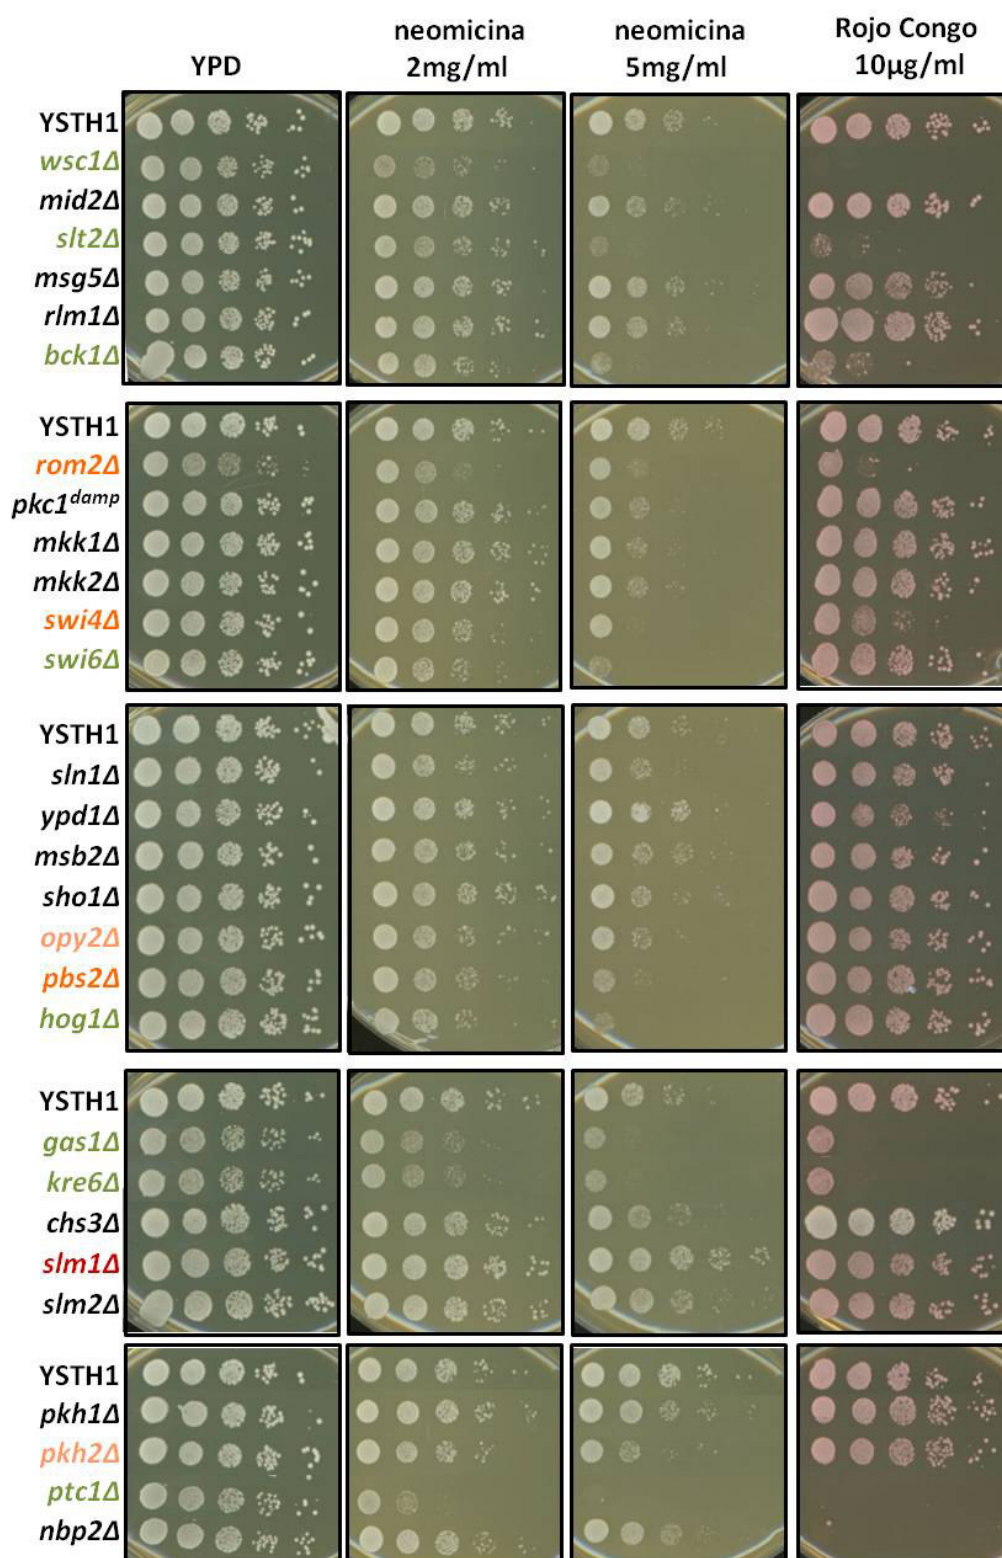 YPD
neomicina
2mg/ml
neomicina
5mg/ml
Rojo Congo
10µg/ml
YSTH1
wsc1Δ
mid2Δ
slt2Δ
msg5Δ
rlm1Δ
bck1Δ
YSTH1
rom2Δ
pkc1damp
mkk1Δ
mkk2Δ
swi4Δ
swi6Δ
YSTH1
sln1Δ
ypd1Δ
msb2Δ
sho1Δ
opy2Δ
pbs2Δ
hog1Δ
YSTH1
gas1Δ
kre6Δ
chs3Δ
slm1Δ
slm2Δ
YSTH1
pkh1Δ
pkh2Δ
ptc1Δ
nbp2Δ